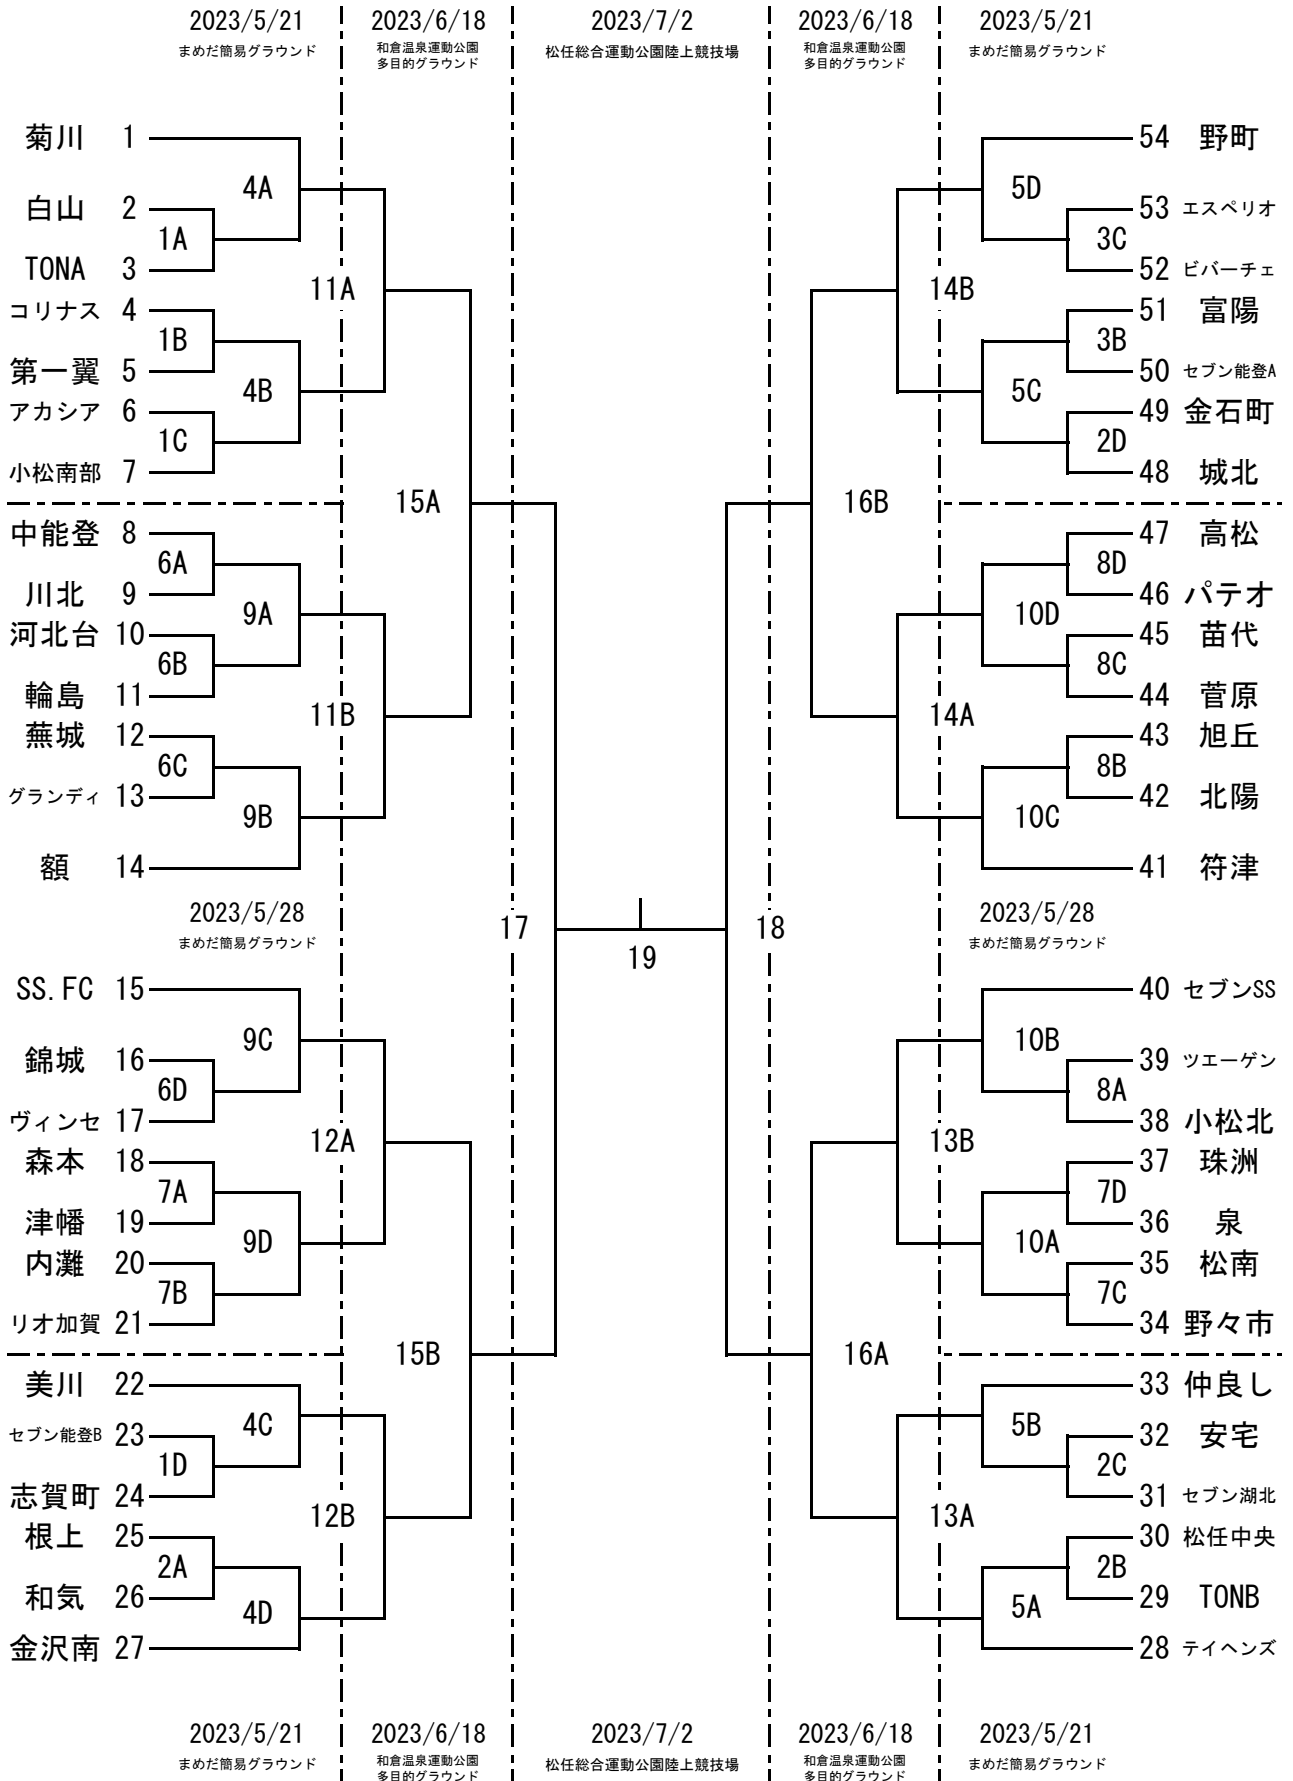 2023/5/21 2023/6/18 2023/7/2 2023/6/18 2023/5/21
まめだ簡易グラウンド 和倉温泉運動公園 松任総合運動公園陸上競技場 和倉温泉運動公園 まめだ簡易グラウンド
多目的グラウンド 多目的グラウンド
菊川 1 54 野町
4A 5D
白山 2 53 エスペリオ
1A 3C
TONA 3 52 ビバーチェ
11A 14B
コリナス 4 51 富陽
1B 3B
第一翼 5 50 セブン能登A
4B 5C
アカシア 6 49 金石町
1C 2D
小松南部 7 48 城北
15A 16B
中能登 8 47 高松
6A 8D
川北 9 46 パテオ
9A 10D
河北台 10 45 苗代
6B 8C
輪島 11 44 菅原
11B 14A
蕪城 12 43 旭丘
6C 8B
グランディ 13 42 北陽
9B 10C
額 14 41 符津
2023/5/28 2023/5/28
17 18
まめだ簡易グラウンド まめだ簡易グラウンド
19
SS.FC 15 40 セブンSS
9C 10B
錦城 16 39 ツエーゲン
6D 8A
ヴィンセ 17 38 小松北
12A 13B
森本 18 37 珠洲
7A 7D
津幡 19 36 泉
9D 10A
内灘 20 35 松南
7B 7C
リオ加賀 21 34 野々市
15B 16A
美川 22 33 仲良し
4C 5B
セブン能登B 23 32 安宅
1D 2C
志賀町 24 31 セブン湖北
12B 13A
根上 25 30 松任中央
2A 2B
和気 26 29 TONB
4D 5A
金沢南 27 28 テイヘンズ
2023/5/21 2023/6/18 2023/7/2 2023/6/18 2023/5/21
まめだ簡易グラウンド 和倉温泉運動公園 松任総合運動公園陸上競技場 和倉温泉運動公園 まめだ簡易グラウンド
多目的グラウンド 多目的グラウンド